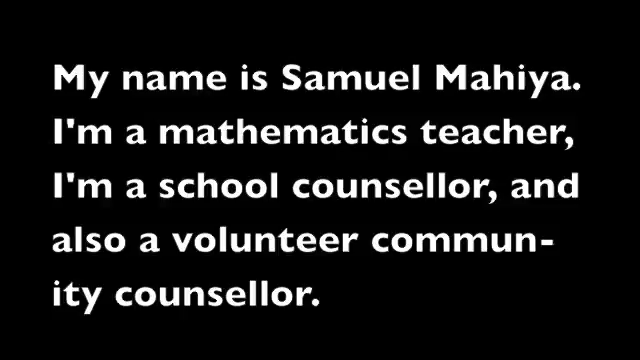 My name is Samuel Mahiya.
I'm a mathematics teacher,
I'm a school counsellor, and
also a volunteer commun-
ity counsellor.